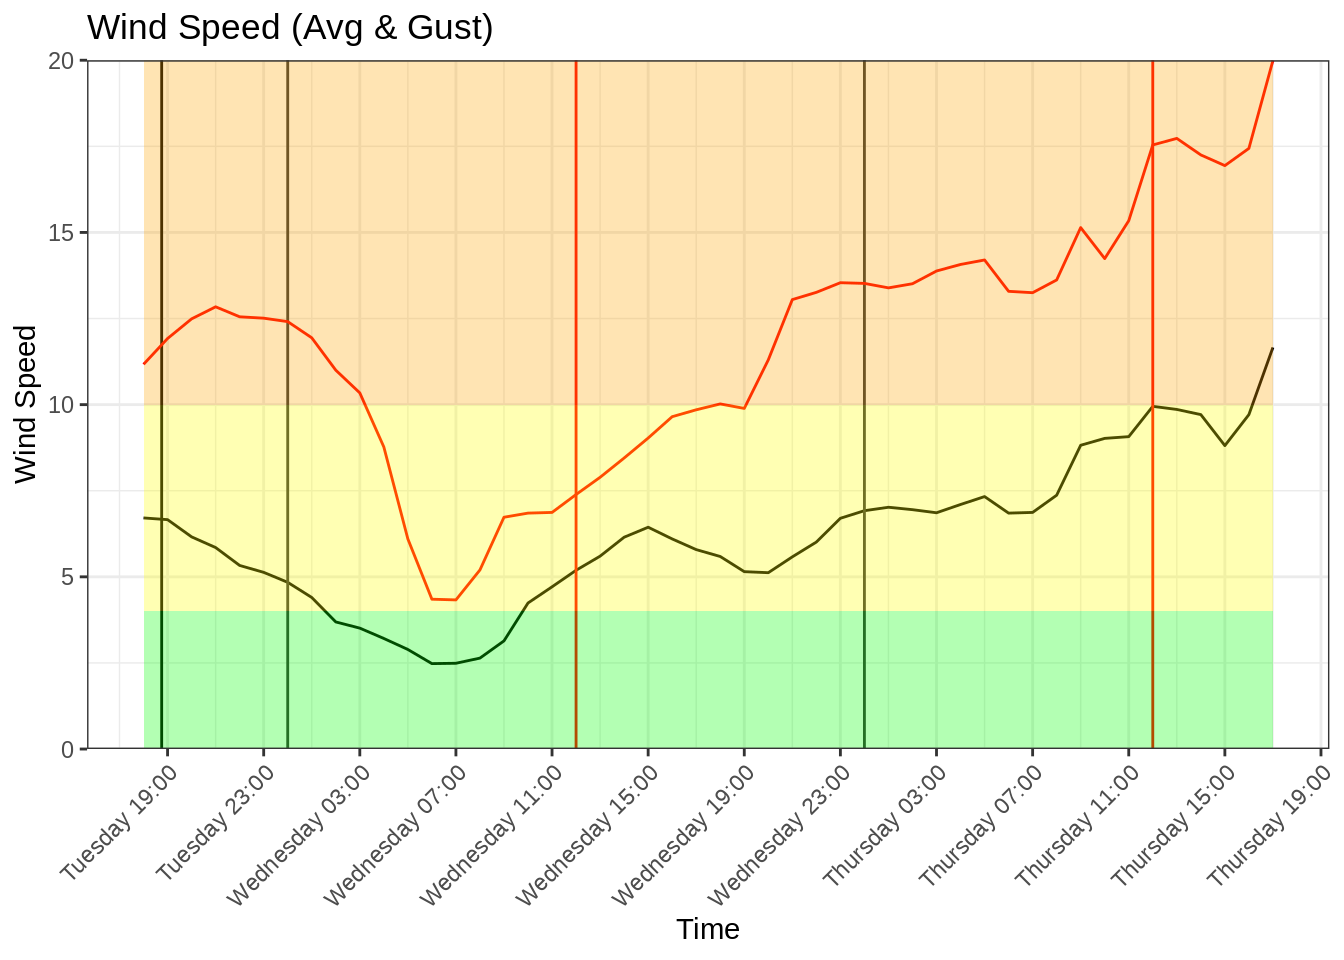 Wind Speed (Avg & Gust)
20
15
10
5
0
Wind Speed
Tuesday 19:00
Tuesday 23:00
Wednesday 03:00
Wednesday 07:00
Wednesday 11:00
Wednesday 15:00
Wednesday 19:00
Wednesday 23:00
Thursday 03:00
Thursday 07:00
Thursday 11:00
Thursday 15:00
Thursday 19:00
Time